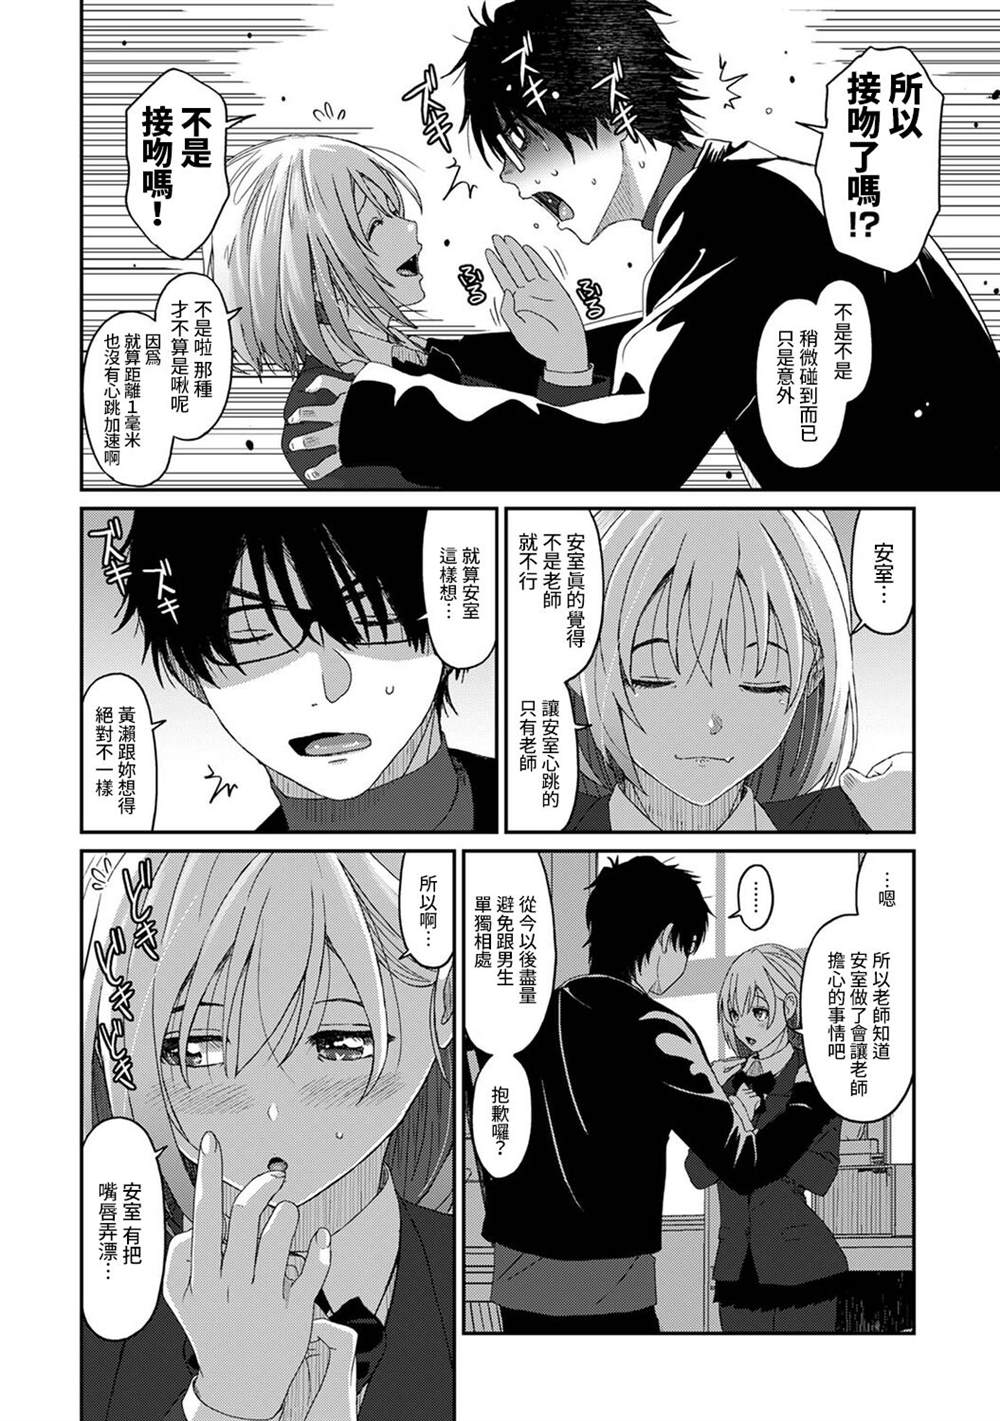 所以
接吻了嗎!?
不是
接吻嗎！
ズキ
ズキ
ふる
ふる
不是不是
稍微碰到而已
只是意外
不是啦 那種
才不算是啾呢
因爲
就算距離1毫米
也沒有心跳加速啊
安室…
安室眞的覺得
不是老師
就不行
讓安室心跳的
只有老師
就算安室
這樣想…
ズキ
ズキ
黃瀨跟妳想得
絕對不一樣
…嗯
所以老師知道
安室做了會讓老師
擔心的事情吧
……
從今以後盡量
避免跟男生
單獨相處
抱歉囉？
所以啊…
どき
どき
どき
安室 有把
嘴唇弄漂…